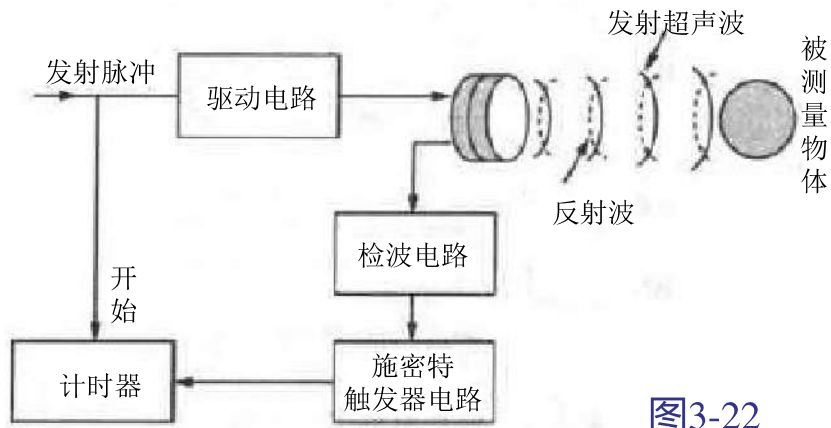 发射超声波
被测量物体
发射脉冲
驱动电路
反射波
检波电路
开始
计时器
施密特
触发器电路
图3-22